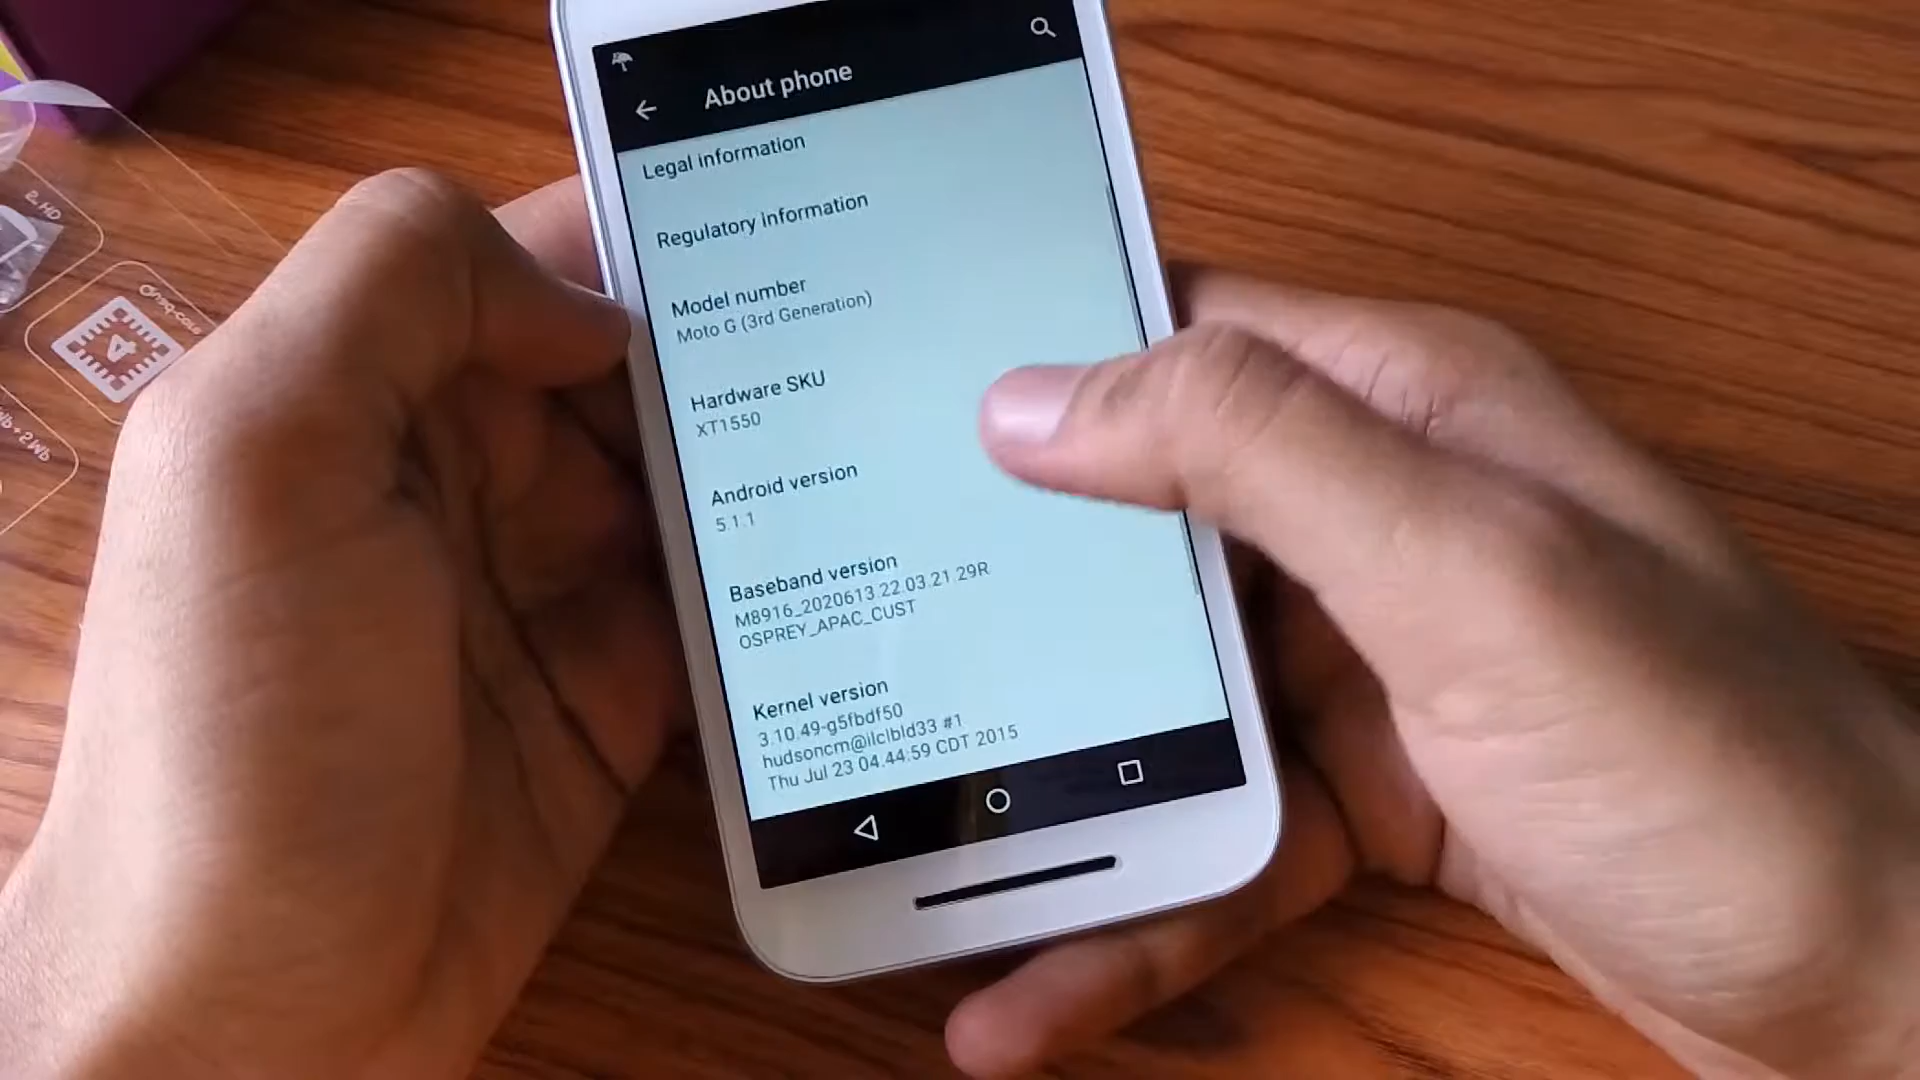 About phone
Legal information
Regulatory information
Model number
Moto G (3rd Generation)
Hardware SKU
XT1550
Android version
5.1.1
Baseband version
M8916_2020613.22.03.21.29R
OSPREY_APAC_CUST
Kernel version
3.10.49-g5fbdf50
hudsoncm@ilclbld33 #1
Thu Jul 23 04:44:59 CDT 2015